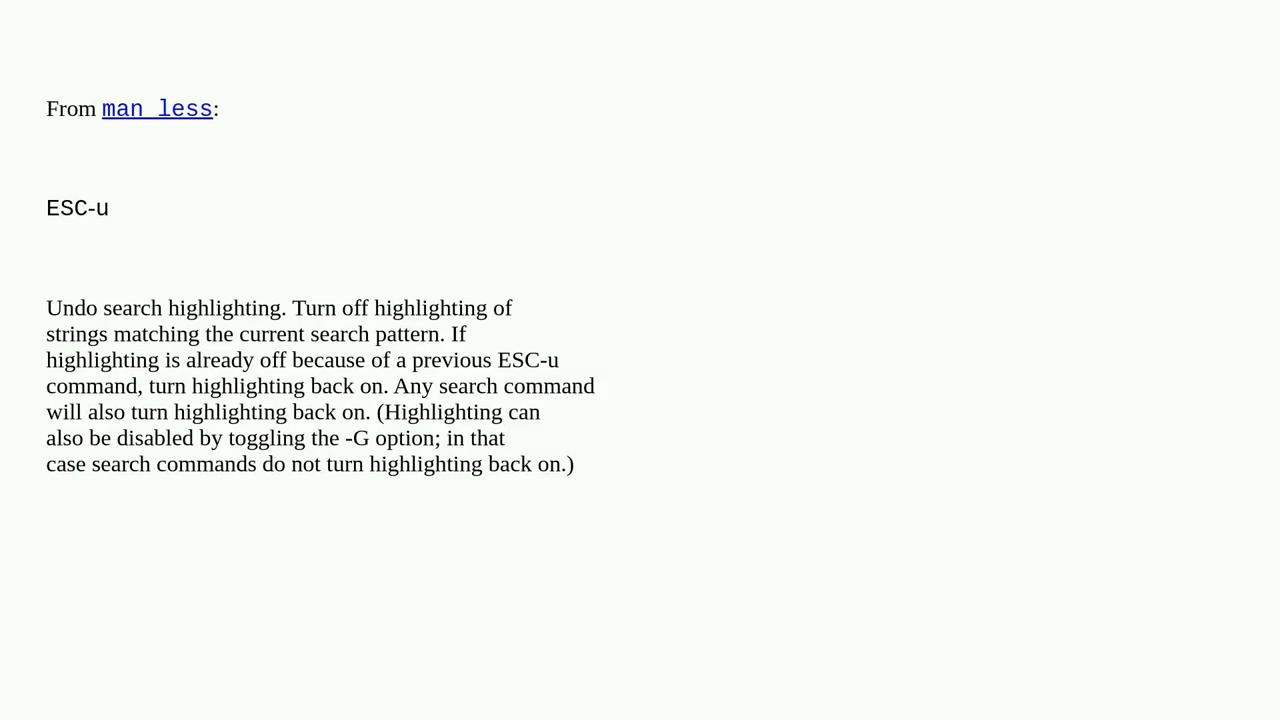 From man less:
ESC-u
Undo search highlighting. Turn off highlighting of
strings matching the current search pattern. If
highlighting is already off because of a previous ESC-u
command, turn highlighting back on. Any search command
will also turn highlighting back on. (Highlighting can
also be disabled by toggling the -G option; in that
case search commands do not turn highlighting back on.)